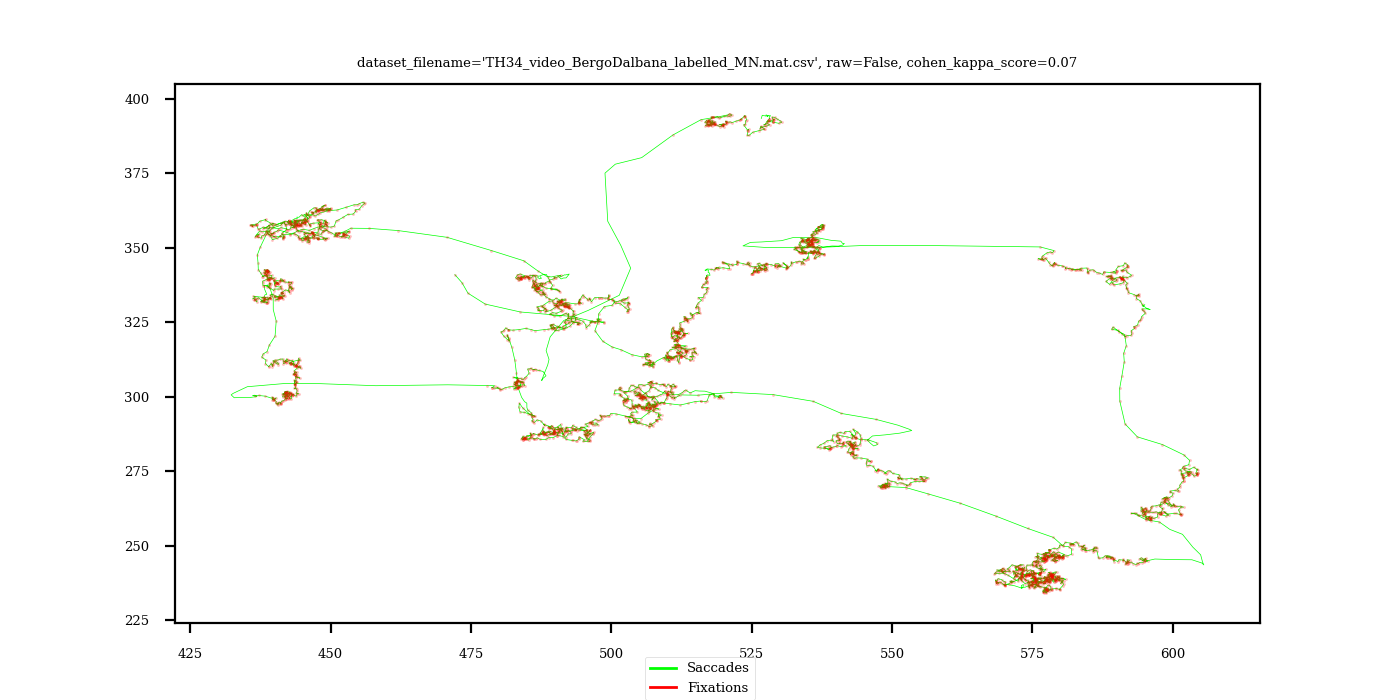 dataset_filename='TH34_video_BergoDalbana_labelled_MN.mat.csv', raw=False, cohen_kappa_score=0.07
400
375
350
325
300
275
250
225
425 450 475 500 525 550 575 600
Saccades
Fixations